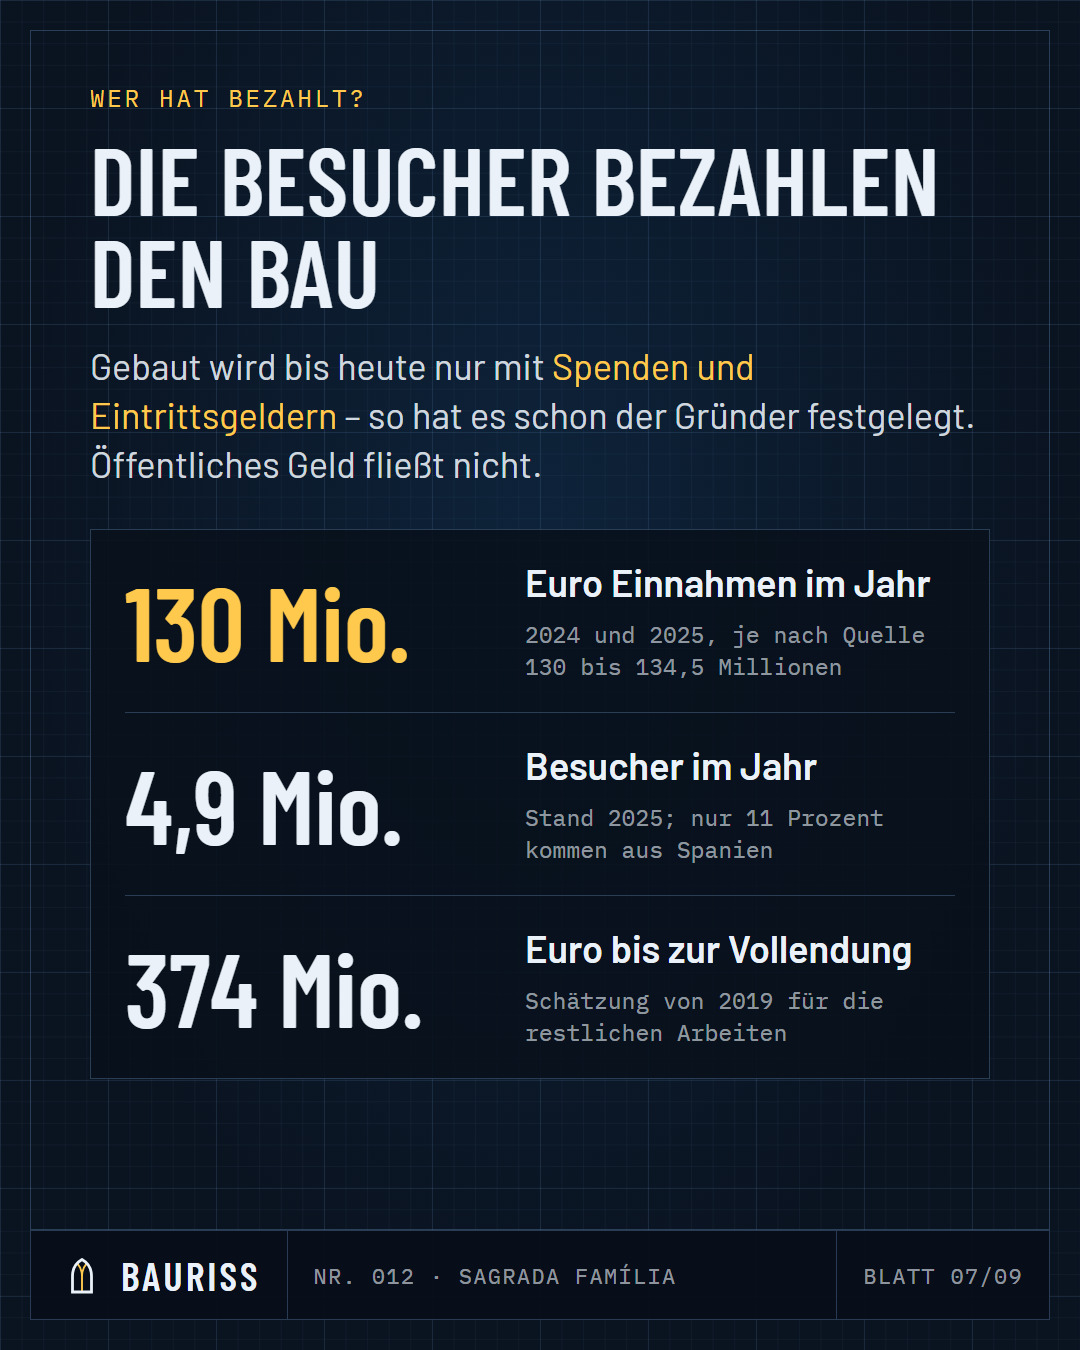 WER HAT BEZAHLT?
DIE BESUCHER BEZAHLEN
DEN BAU
Gebaut wird bis heute nur mit Spenden und
Eintrittsgeldern – so hat es schon der Gründer festgelegt.
Öffentliches Geld fließt nicht.
130 Mio.
Euro Einnahmen im Jahr
2024 und 2025, je nach Quelle
130 bis 134,5 Millionen
4,9 Mio.
Besucher im Jahr
Stand 2025; nur 11 Prozent
kommen aus Spanien
374 Mio.
Euro bis zur Vollendung
Schätzung von 2019 für die
restlichen Arbeiten
BAURISS
NR. 012 · SAGRADA FAMÍLIA
BLATT 07/09